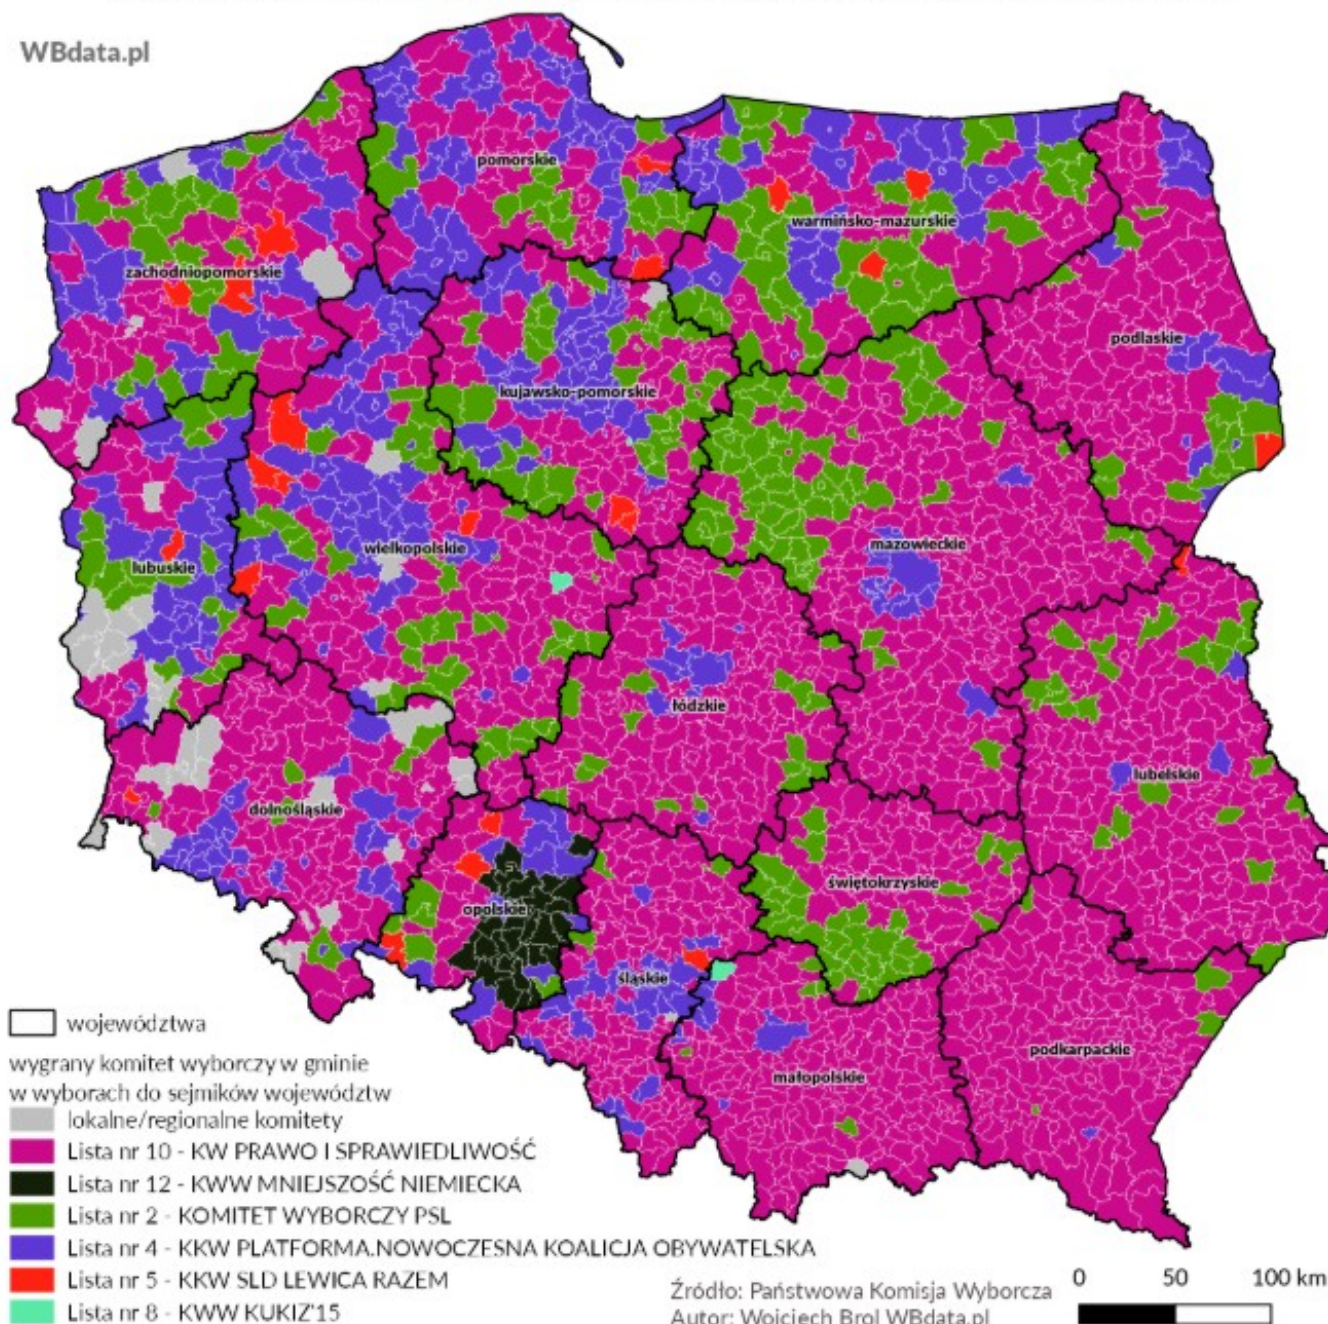 WBdata.pl
pomorskie
warmińsko-mazurskie
zachodniopomorskie
podlaskie
kujawsko-pomorskie
mazowieckie
wielkopolskie
lubuskie
łódzkie
lubelskie
dolnośląskie
świętokrzyskie
opolskie
śląskie
podkarpackie
małopolskie
województwa
wygrany komitet wyborczy w gminie
w wyborach do sejmików województw
lokalne/regionalne komitety
Lista nr 10 - KW PRAWO I SPRAWIEDLIWOŚĆ
Lista nr 12 - KWW MNIEJSZOŚĆ NIEMIECKA
Lista nr 2 - KOMITET WYBORCZY PSL
Lista nr 4 - KKW PLATFORMA.NOWOCZESNA KOALICJA OBYWATELSKA
Lista nr 5 - KKW SLD LEWICA RAZEM
Lista nr 8 - KWW KUKIZ'15
Źródło: Państwowa Komisja Wyborcza
Autor: Wojciech Brol WBdata.pl
0 50 100 km